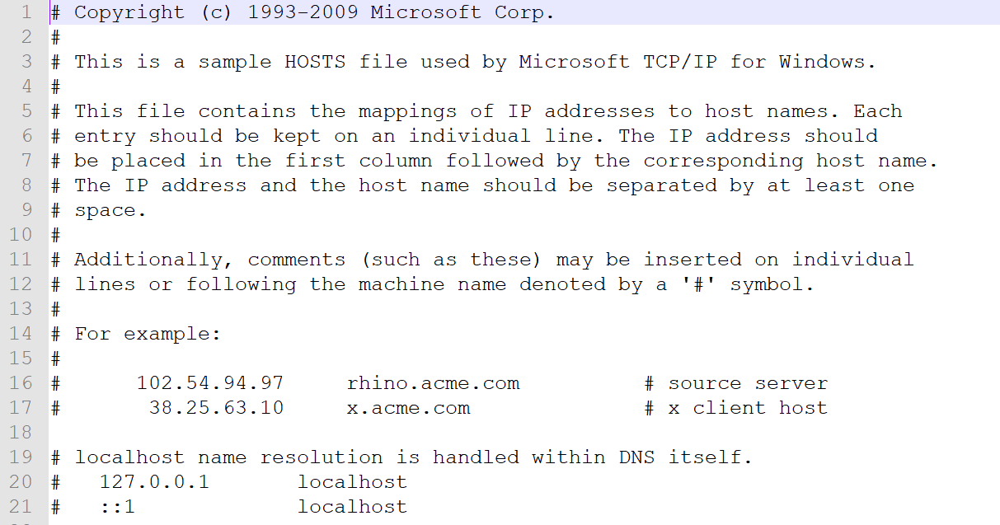 1 # Copyright (c) 1993-2009 Microsoft Corp.
2 #
3 # This is a sample HOSTS file used by Microsoft TCP/IP for Windows.
4 #
5 # This file contains the mappings of IP addresses to host names. Each
6 # entry should be kept on an individual line. The IP address should
7 # be placed in the first column followed by the corresponding host name.
8 # The IP address and the host name should be separated by at least one
9 # space.
10 #
11 # Additionally, comments (such as these) may be inserted on individual
12 # lines or following the machine name denoted by a '#' symbol.
13 #
14 # For example:
15 #
16 #      102.54.94.97     rhino.acme.com          # source server
17 #       38.25.63.10     x.acme.com              # x client host
18
19 # localhost name resolution is handled within DNS itself.
20 #   127.0.0.1       localhost
21 #   ::1             localhost